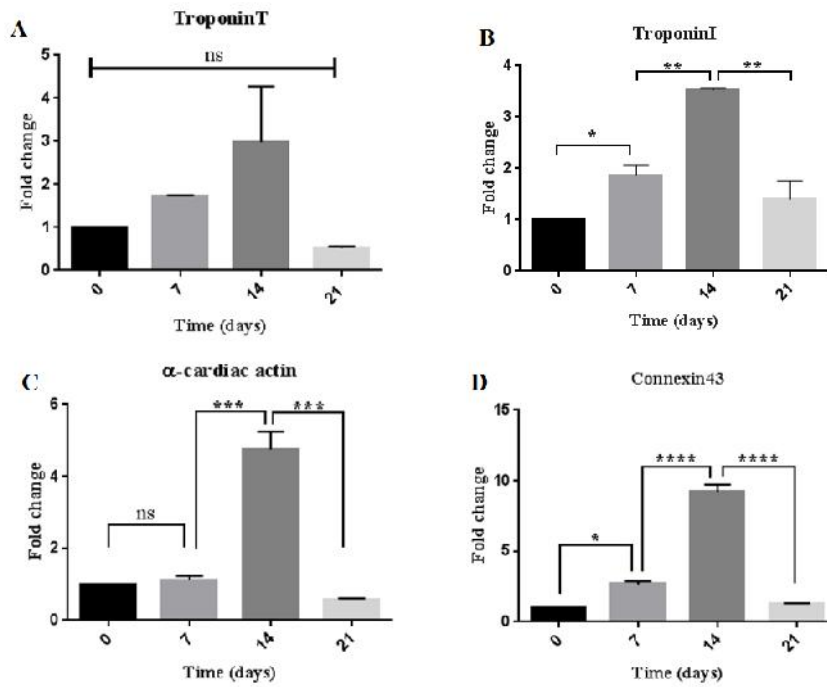 A
TroponinT
ns
Fold change
5
4
3
2
1
0
0
7
14
21
Time (days)
B
TroponinI
**
**
*
Fold change
4
3
2
1
0
0
7
14
21
Time (days)
C
α-cardiac actin
***
***
ns
Fold change
6
4
2
0
0
7
14
21
Time (days)
D
Connexin43
****
****
*
Fold change
15
10
5
0
0
7
14
21
Time (days)